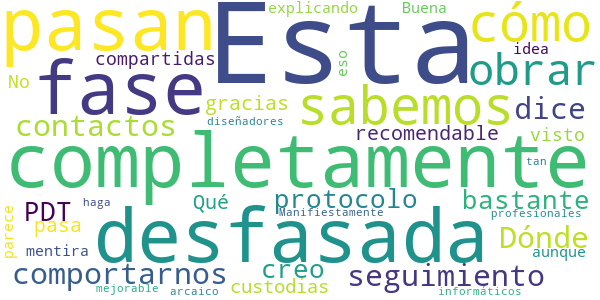 explicando Buena
pasan Esta cómo
idea
compartidas eso obrar
No fase
gracias sabemos dice
diseñadores
contactos recomendable visto
completamente tan
haga Qué protocolo bastante
PDT Manifiestamente profesionales
parece pasa desfasada Dónde
mentira creo aunque
comportarnos seguimiento
mejorable custodias
arcaico informáticos